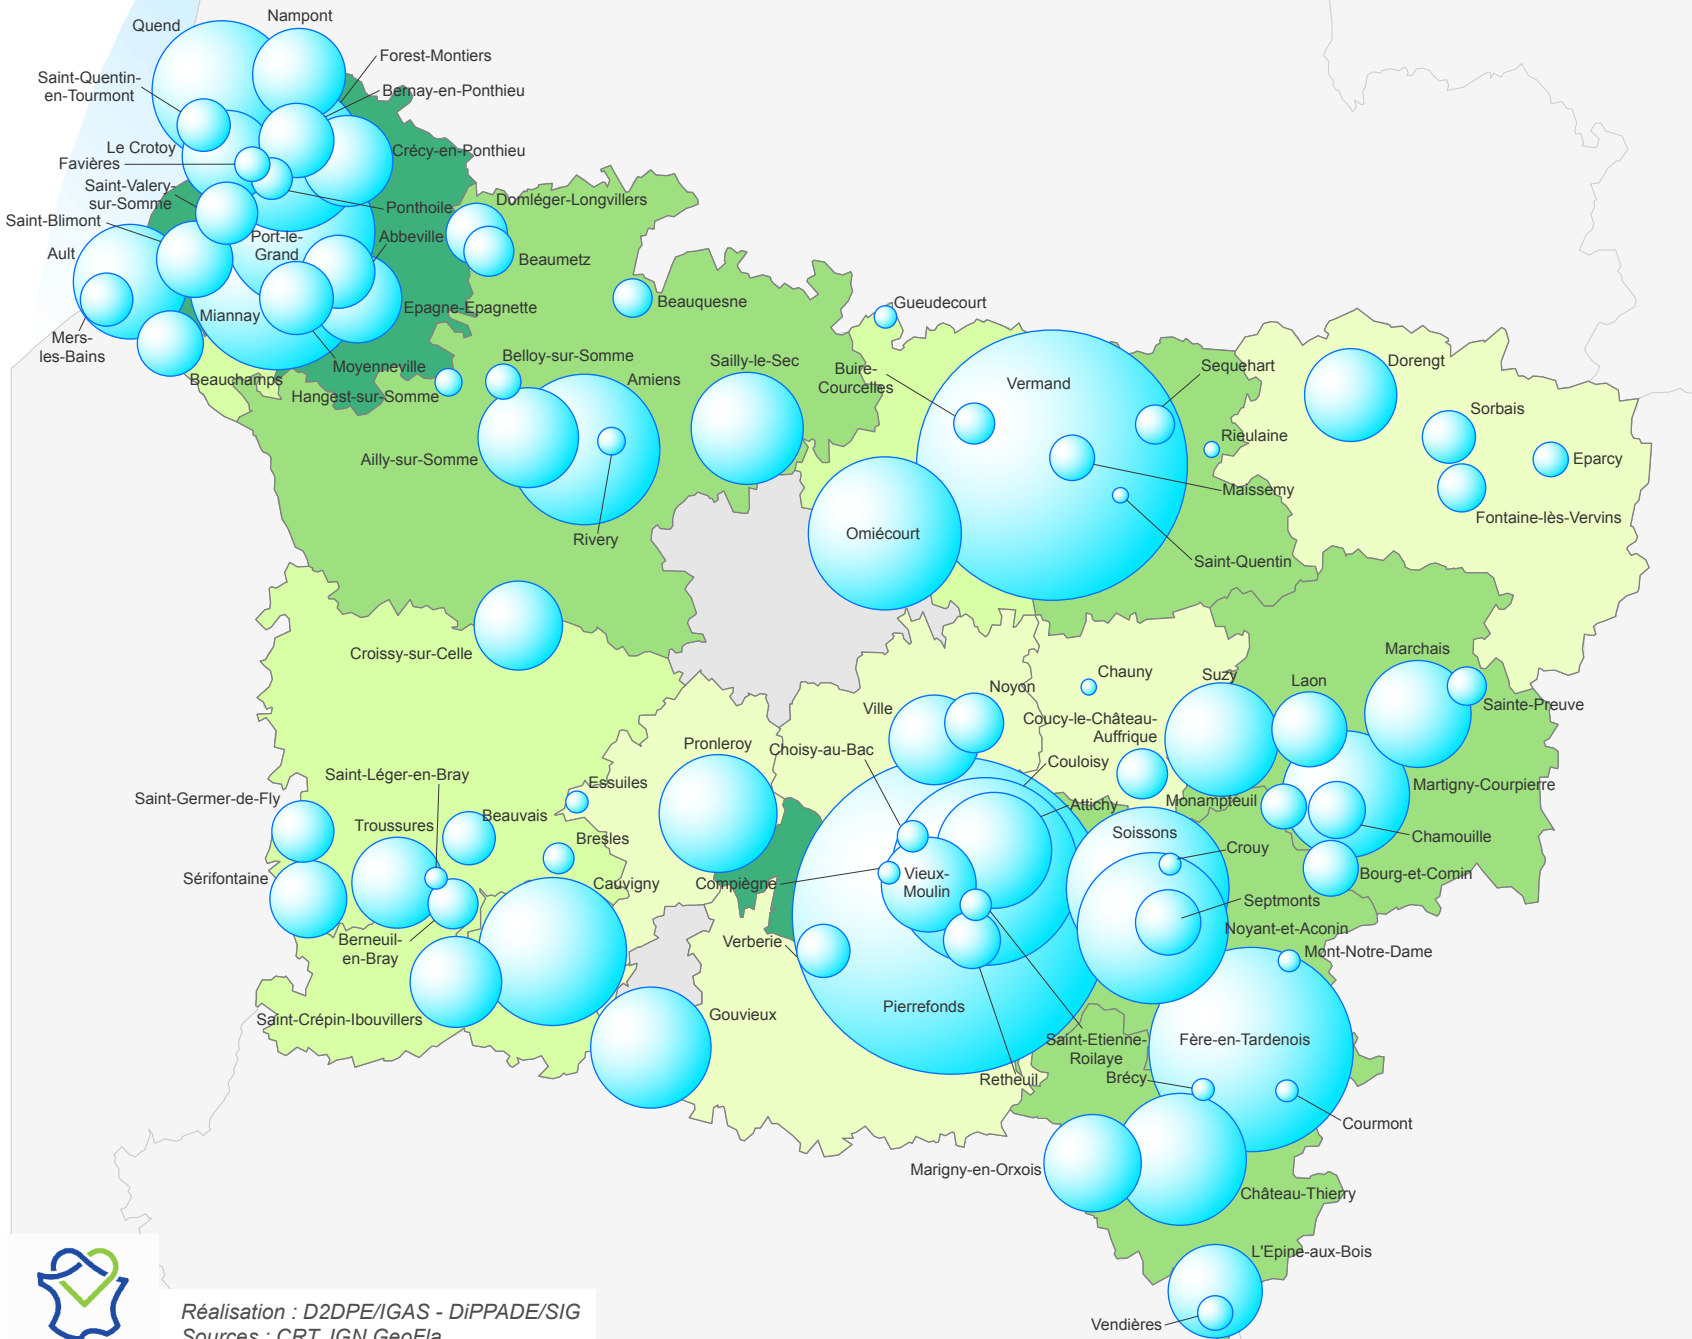 Quend
Nampont
Forest-Montiers
Saint-Quentin-
en-Tourmont
Bernay-en-Ponthieu
Le Crotoy
Crécy-en-Ponthieu
Favières
Saint-Valery-
sur-Somme
Ponthoile
Domléger-Longvillers
Saint-Blimont
Port-le-
Grand
Abbeville
Ault
Beaumetz
Epagne-Epagnette
Beauquesne
Gueudecourt
Miannay
Mers-
les-Bains
Moyenneville
Beauchamps
Hangest-sur-Somme
Belloy-sur-Somme
Amiens
Sailly-le-Sec
Buire-
Courcelles
Vermand
Sequehart
Dorengt
Sorbais
Rieulaine
Ailly-sur-Somme
Eparcy
Maissemy
Fontaine-lès-Vervins
Rivery
Omiécourt
Saint-Quentin
Croissy-sur-Celle
Marchais
Chauny
Suzy
Laon
Noyon
Ville
Sainte-Preuve
Coucy-le-Château-
Auffrique
Pronleroy
Choisy-au-Bac
Couloisy
Saint-Léger-en-Bray
Essuiles
Martigny-Courpierre
Saint-Germer-de-Fly
Attichy
Monampteuil
Beauvais
Troussures
Soissons
Chamouille
Bresles
Crouy
Bourg-et-Comin
Sérifontaine
Cauvigny
Compiègne
Vieux-
Moulin
Septmonts
Noyant-et-Aconin
Berneuil-
en-Bray
Verberie
Mont-Notre-Dame
Pierrefonds
Gouvieux
Saint-Crépin-Ibouvillers
Saint-Etienne-
Roilaye
Fère-en-Tardenois
Retheuil
Brécy
Courmont
Marigny-en-Orxois
Château-Thierry
L'Epine-aux-Bois
Vendières
Réalisation : D2DPE/IGAS - DiPPADE/SIG
Sources : CRT, IGN GeoFla